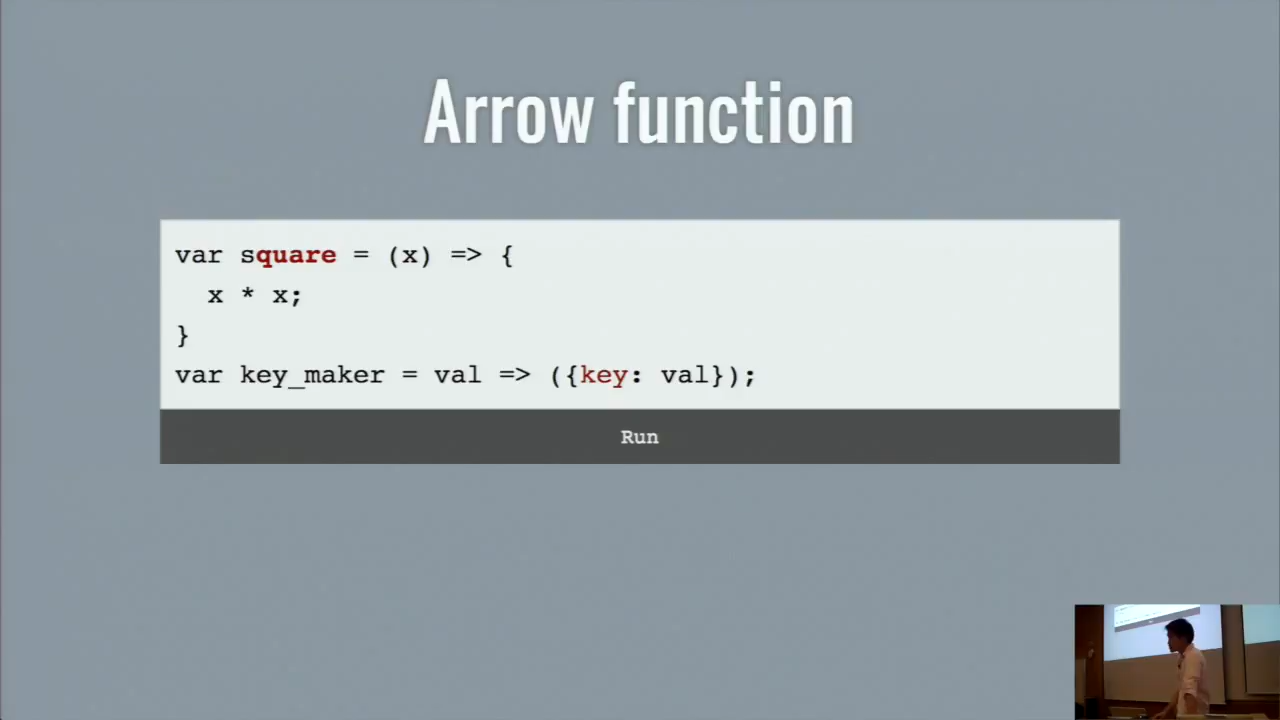 Arrow function
var square = (x) => {
x * x;
}
var key_maker = val => ({key: val});
Run